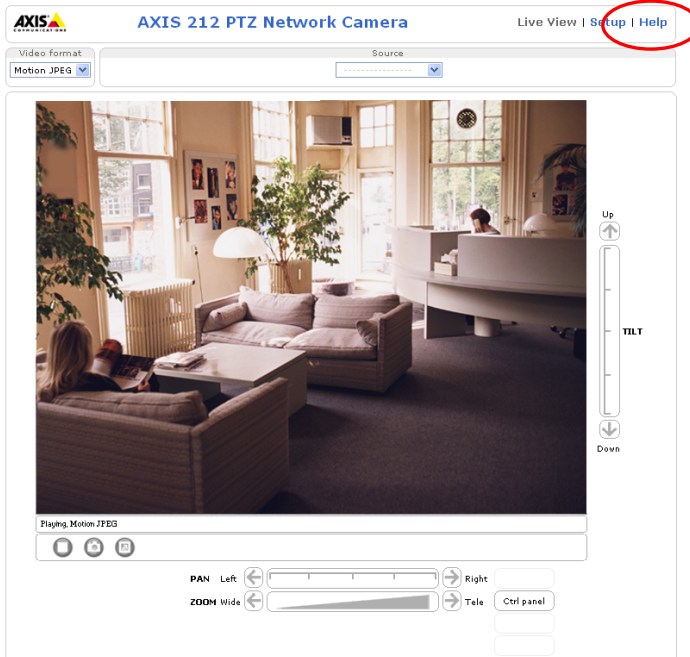 AXIS
COMMUNICATIONS
AXIS 212 PTZ Network Camera
Live View | Setup | Help
Video format
Source
Motion JPEG
----------------
Up
TILT
Down
Playing, Motion JPEG
PAN Left Right
ZOOM Wide Tele Ctrl panel